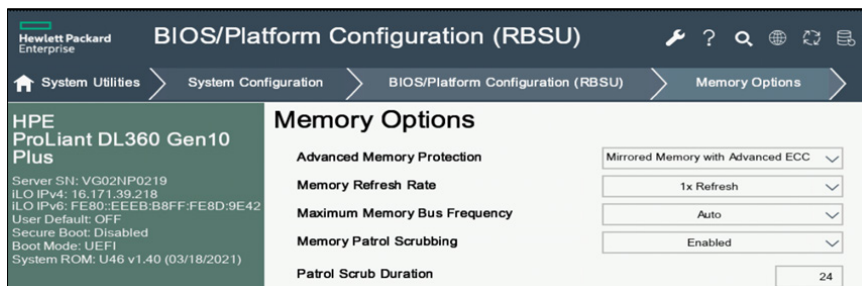 Hewlett Packard
Enterprise
BIOS/Platform Configuration (RBSU)
?
System Utilities
System Configuration
BIOS/Platform Configuration (RBSU)
Memory Options
HPE
ProLiant DL360 Gen10
Plus
Server SN: VG02NP0219
iLO IPv4: 16.171.39.218
iLO IPv6: FE80::EEEB:B8FF:FE8D:9E42
User Default: OFF
Secure Boot: Disabled
Boot Mode: UEFI
System ROM: U46 v1.40 (03/18/2021)
Memory Options
Advanced Memory Protection Mirrored Memory with Advanced ECC
Memory Refresh Rate 1x Refresh
Maximum Memory Bus Frequency Auto
Memory Patrol Scrubbing Enabled
Patrol Scrub Duration 24